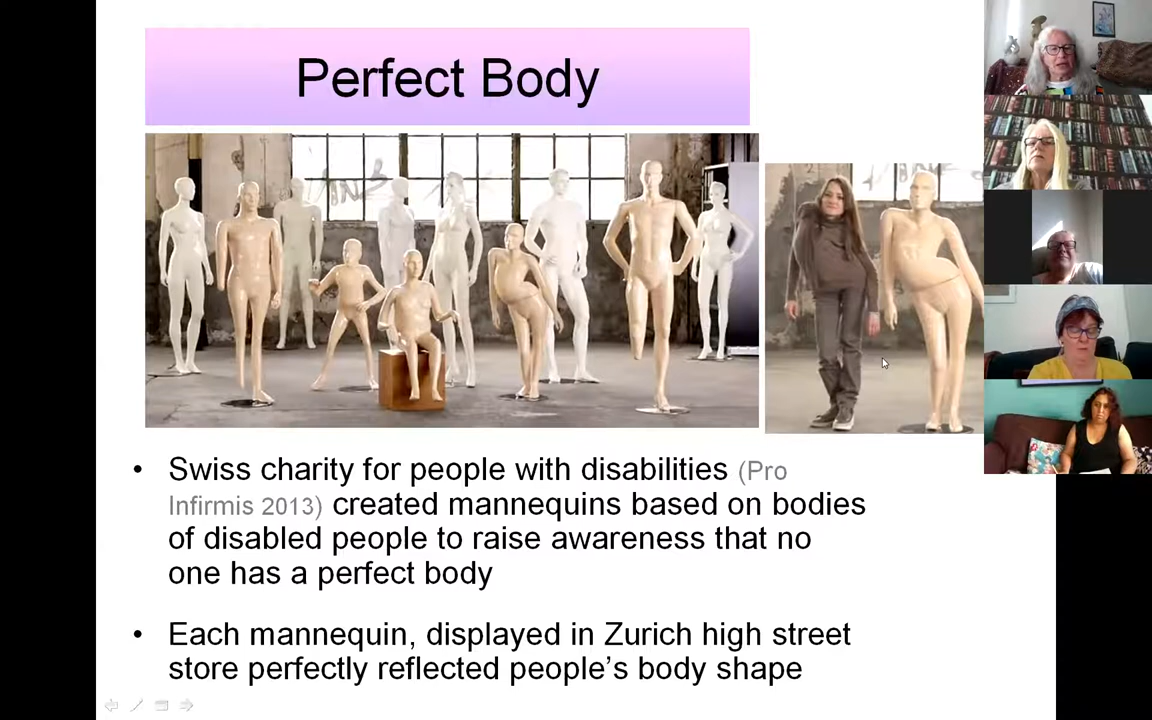 Perfect Body
• Swiss charity for people with disabilities (Pro
Infirmis 2013) created mannequins based on bodies
of disabled people to raise awareness that no
one has a perfect body
• Each mannequin, displayed in Zurich high street
store perfectly reflected people’s body shape